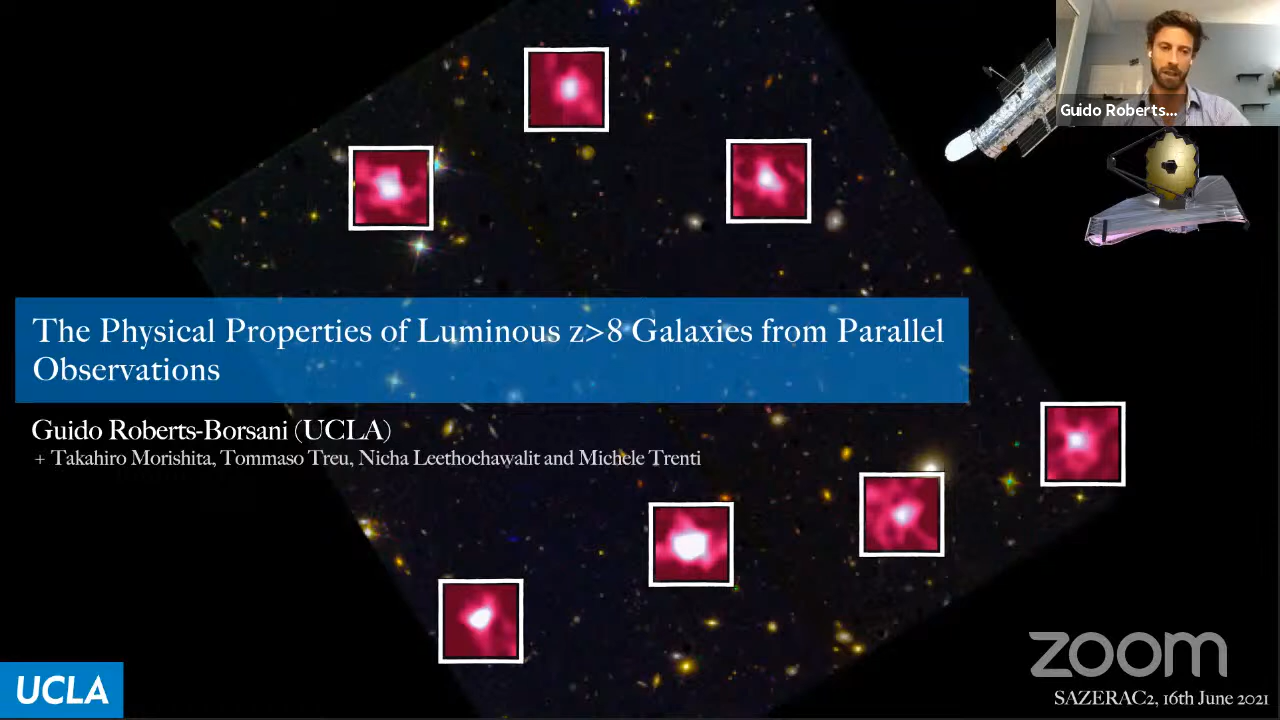 Guido Roberts...
The Physical Properties of Luminous z>8 Galaxies from Parallel
Observations
Guido Roberts-Borsani (UCLA)
+ Takahiro Morishita, Tommaso Treu, Nicha Leethochawalit and Michele Trenti
zoom
UCLA
SAZERAC2, 16th June 2021